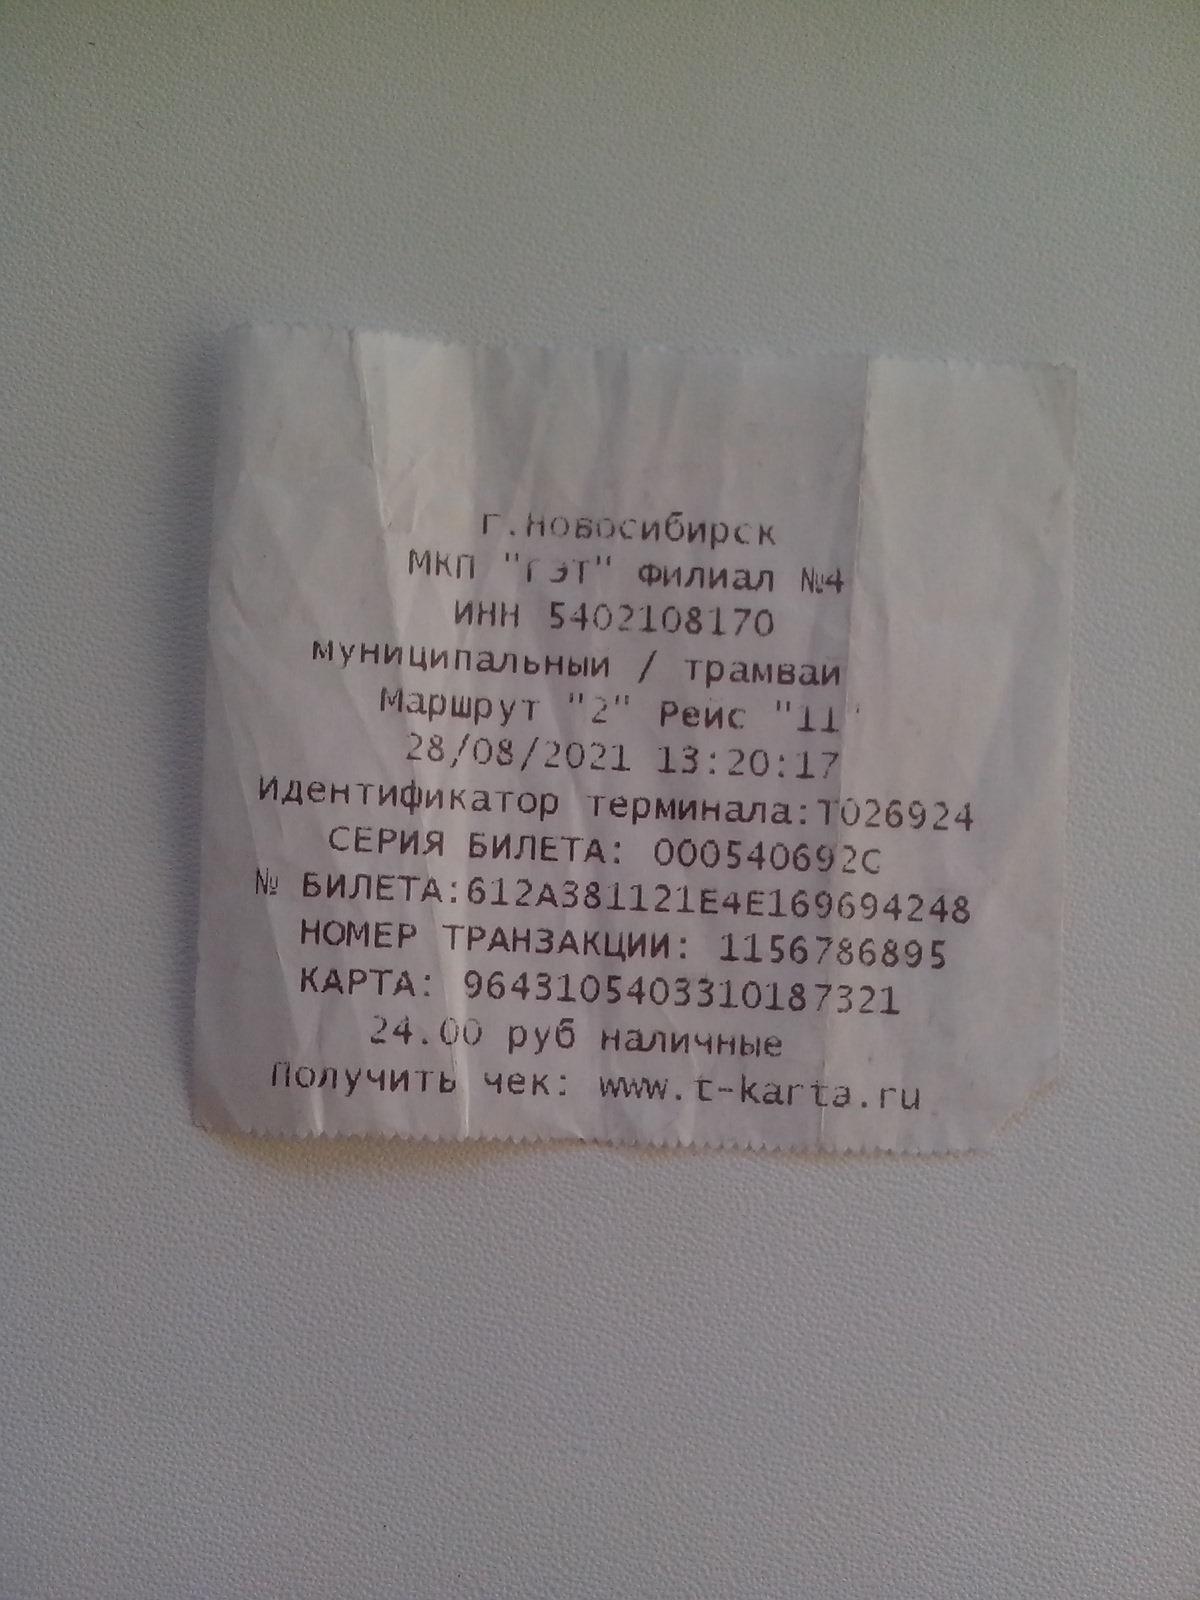 г.Новосибирск
МКП "ГЭТ" Филиал №4
ИНН 5402108170
муниципальный / трамвай
Маршрут "2" Рейс "11"
28/08/2021 13:20:17
Идентификатор терминала:T026924
СЕРИЯ БИЛЕТА: 000540692C
№ БИЛЕТА:612A381121E4E169694248
НОМЕР ТРАНЗАКЦИИ: 1156786895
КАРТА: 9643105403310187321
24.00 руб наличные
Получить чек: www.t-karta.ru